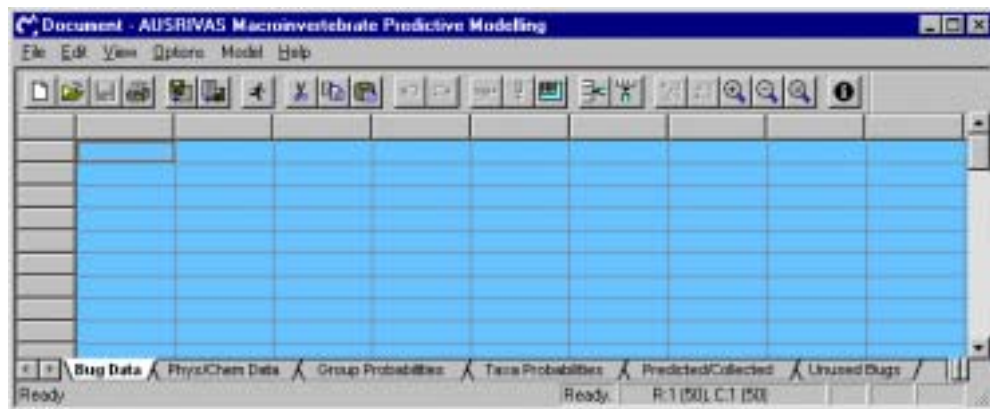 Document - AUSRIVAS Macroinvertebrate Predictive Modelling
File Edit View Options Model Help
Bug Data Phys/Chem Data Group Probabilities Taxa Probabilities Predicted/Collected Unused Bugs
Ready Ready. R:1 (50), C:1 (50)